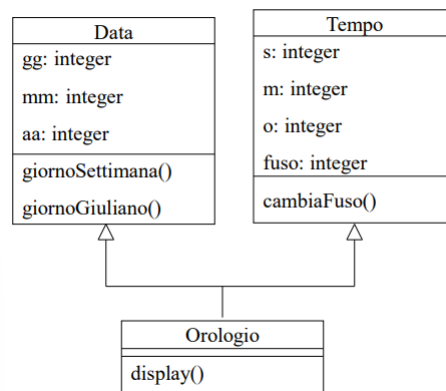 Data
gg: integer
mm: integer
aa: integer
giornoSettimana()
giornoGiuliano()
Tempo
s: integer
m: integer
o: integer
fuso: integer
cambiaFuso()
Orologio
display()